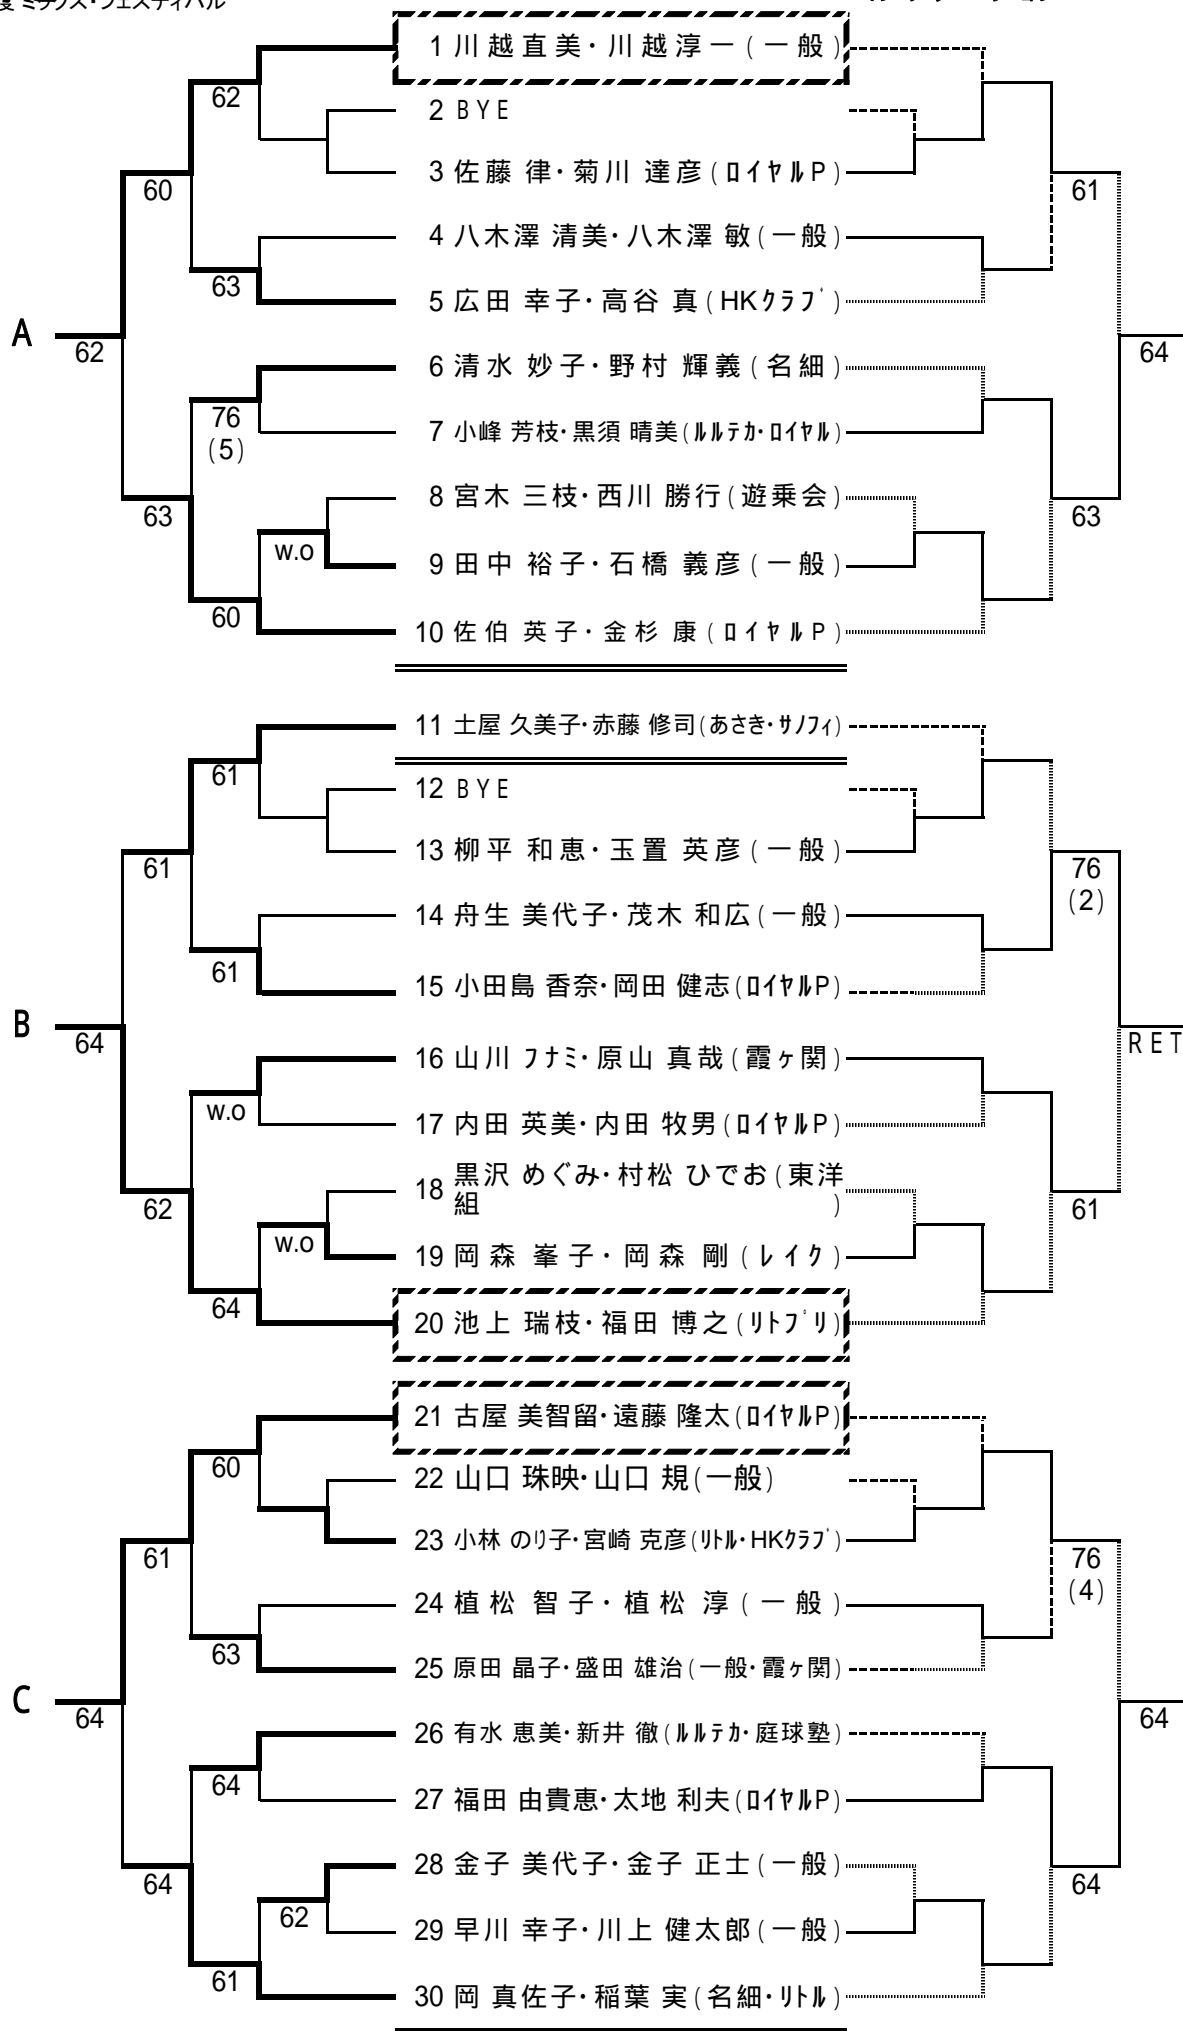 ミックス・フェスティバル
1 川越直美・川越淳一(一般)
62
2 BYE
3 佐藤 律・菊川 達彦(ロイヤルP)
60
61
4 八木澤 清美・八木澤 敏(一般)
63
5 広田 幸子・高谷 真(HKクラブ)
A
62
64
6 清水 妙子・野村 輝義(名細)
76
(5)
7 小峰 芳枝・黒須 晴美(ルルテカ・ロイヤル)
8 宮木 三枝・西川 勝行(遊乗会)
63
63
w.o
9 田中 裕子・石橋 義彦(一般)
60
10 佐伯 英子・金杉 康(ロイヤルP)
11 土屋 久美子・赤藤 修司(あさき・サノフィ)
61
12 BYE
13 柳平 和恵・玉置 英彦(一般)
61
76
(2)
14 舟生 美代子・茂木 和広(一般)
61
15 小田島 香奈・岡田 健志(ロイヤルP)
B
64
RET
16 山川 フナミ・原山 真哉(霞ヶ関)
w.o
17 内田 英美・内田 牧男(ロイヤルP)
18 黒沢 めぐみ・村松 ひでお(東洋
組)
62
61
w.o
19 岡森 峯子・岡森 剛(レイク)
64
20 池上 瑞枝・福田 博之(リトプリ)
21 古屋 美智留・遠藤 隆太(ロイヤルP)
60
22 山口 珠映・山口 規(一般)
23 小林 のり子・宮崎 克彦(リトル・HKクラブ)
61
76
(4)
24 植松 智子・植松 淳(一般)
63
25 原田 晶子・盛田 雄治(一般・霞ヶ関)
C
64
64
26 有水 恵美・新井 徹(ルルテカ・庭球塾)
64
27 福田 由貴恵・太地 利夫(ロイヤルP)
28 金子 美代子・金子 正士(一般)
64
64
62
29 早川 幸子・川上 健太郎(一般)
61
30 岡 真佐子・稲葉 実(名細・リトル)